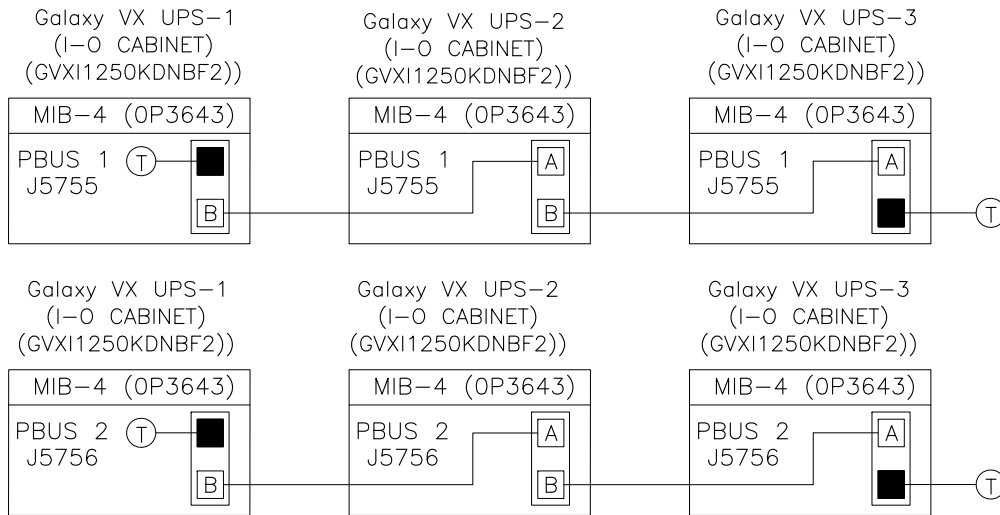 Galaxy VX UPS-1
(I-O CABINET)
(GVXI1250KDNBF2))
Galaxy VX UPS-2
(I-O CABINET)
(GVXI1250KDNBF2))
Galaxy VX UPS-3
(I-O CABINET)
(GVXI1250KDNBF2))
MIB-4 (0P3643)
PBUS 1
J5755
T
B
MIB-4 (0P3643)
PBUS 1
J5755
A
B
MIB-4 (0P3643)
PBUS 1
J5755
A
T
Galaxy VX UPS-1
(I-O CABINET)
(GVXI1250KDNBF2))
Galaxy VX UPS-2
(I-O CABINET)
(GVXI1250KDNBF2))
Galaxy VX UPS-3
(I-O CABINET)
(GVXI1250KDNBF2))
MIB-4 (0P3643)
PBUS 2
J5756
T
B
MIB-4 (0P3643)
PBUS 2
J5756
A
B
MIB-4 (0P3643)
PBUS 2
J5756
A
T